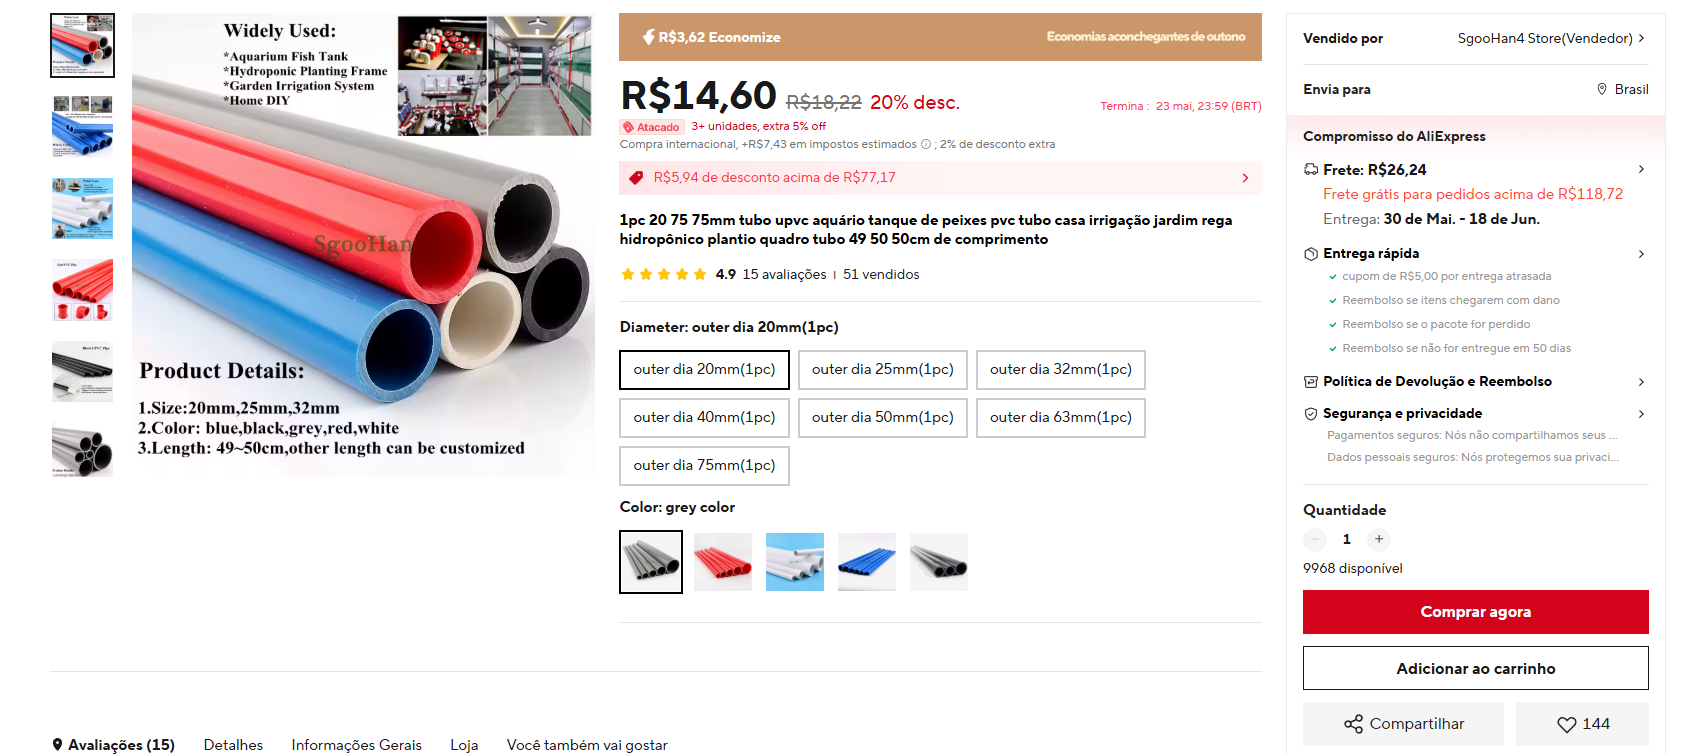 Widely Used:
*Aquarium Fish Tank
*Hydroponic Planting Frame
*Garden Irrigation System
*Home DIY
SgooHan
Product Details:
1.Size:20mm,25mm,32mm
2.Color: blue,black,grey,red,white
3.Length: 49~50cm,other length can be customized
R$3,62 Economize
Economias aconchegantes de outono
R$14,60 R$18,22 20% desc.
Termina : 23 mai, 23:59 (BRT)
Atacado 3+ unidades, extra 5% off
Compra internacional, +R$7,43 em impostos estimados ; 2% de desconto extra
R$5,94 de desconto acima de R$77,17
1pc 20 75 75mm tubo upvc aquário tanque de peixes pvc tubo casa irrigação jardim rega
hidropônico plantio quadro tubo 49 50 50cm de comprimento
4.9 15 avaliações 51 vendidos
Diameter: outer dia 20mm(1pc)
outer dia 20mm(1pc) outer dia 25mm(1pc) outer dia 32mm(1pc)
outer dia 40mm(1pc) outer dia 50mm(1pc) outer dia 63mm(1pc)
outer dia 75mm(1pc)
Color: grey color
Vendido por SgooHan4 Store(Vendedor)
Envia para Brasil
Compromisso do AliExpress
Frete: R$26,24
Frete grátis para pedidos acima de R$118,72
Entrega: 30 de Mai. - 18 de Jun.
Entrega rápida
cupom de R$5,00 por entrega atrasada
Reembolso se itens chegarem com dano
Reembolso se o pacote for perdido
Reembolso se não for entregue em 50 dias
Política de Devolução e Reembolso
Segurança e privacidade
Pagamentos seguros: Nós não compartilhamos seus ...
Dados pessoais seguros: Nós protegemos sua privaci...
Quantidade
1
9968 disponível
Comprar agora
Adicionar ao carrinho
Compartilhar 144
Avaliações (15) Detalhes Informações Gerais Loja Você também vai gostar